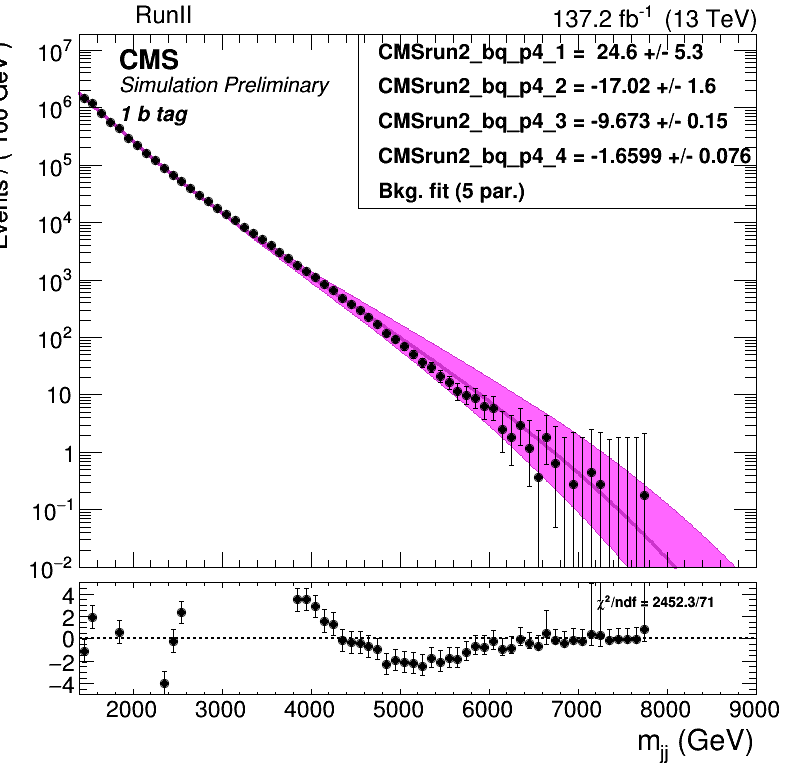 RunII
137.2 fb⁻¹ (13 TeV)
CMS
Simulation Preliminary
1 b tag
CMSrun2_bq_p4_1 = 24.6 +/- 5.3
CMSrun2_bq_p4_2 = -17.02 +/- 1.6
CMSrun2_bq_p4_3 = -9.673 +/- 0.15
CMSrun2_bq_p4_4 = -1.6599 +/- 0.076
Bkg. fit (5 par.)
10⁷
10⁶
10⁵
10⁴
10³
10²
10
1
10⁻¹
10⁻²
χ²/ndf = 2452.3/71
4
2
0
−2
−4
2000 3000 4000 5000 6000 7000 8000 9000
m_jj (GeV)